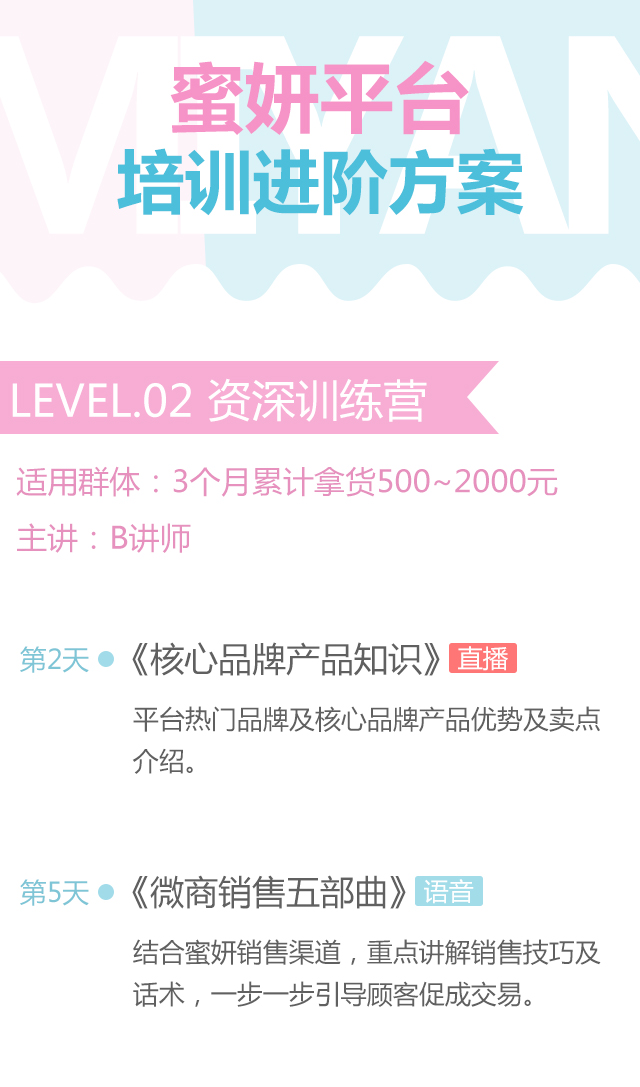 MIYAN
蜜妍平台
培训进阶方案
LEVEL.02 资深训练营
适用群体：3个月累计拿货500~2000元
主讲：B讲师
第2天 《核心品牌产品知识》 直播
平台热门品牌及核心品牌产品优势及卖点
介绍。
第5天 《微商销售五部曲》 语音
结合蜜妍销售渠道，重点讲解销售技巧及
话术，一步一步引导顾客促成交易。